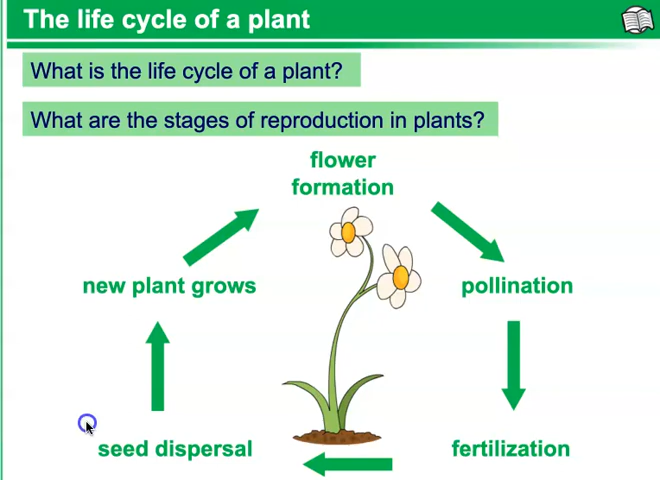 The life cycle of a plant
What is the life cycle of a plant?
What are the stages of reproduction in plants?
flower
formation
new plant grows
pollination
seed dispersal
fertilization